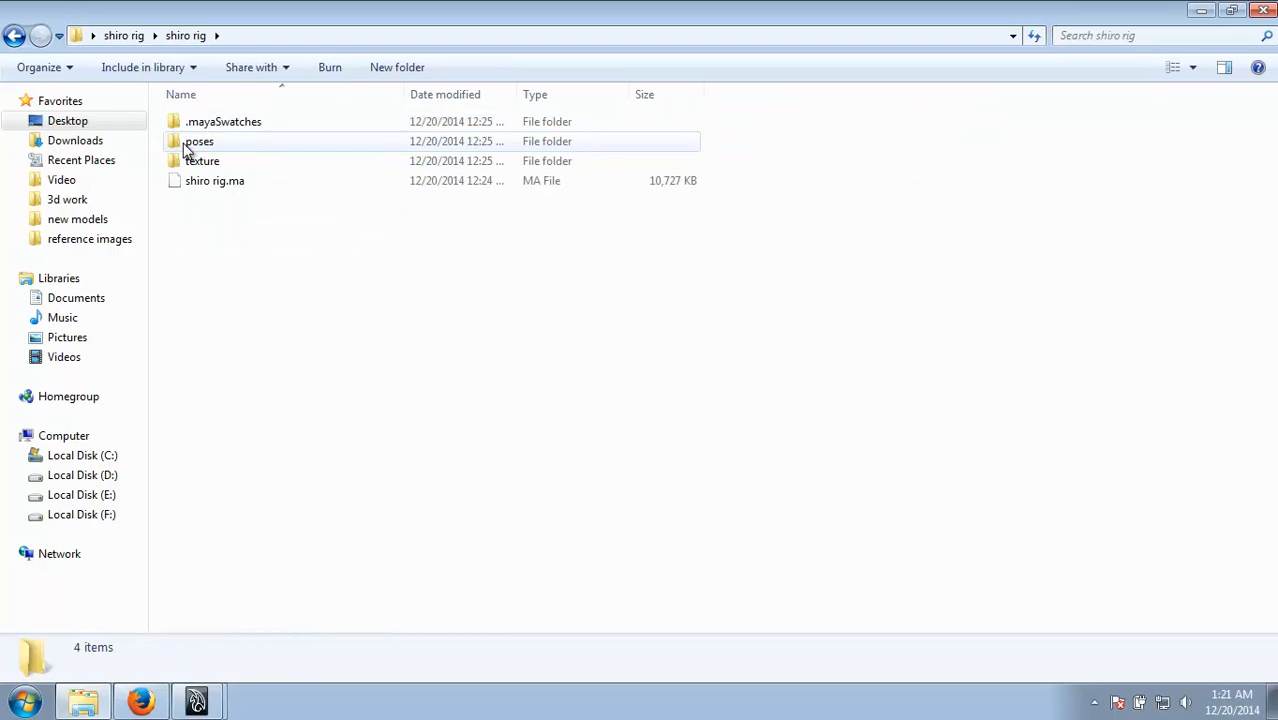 shiro rig shiro rig
Search shiro rig
Organize Include in library Share with Burn New folder
Name Date modified Type Size
Favorites
Desktop
Downloads
Recent Places
Video
3d work
new models
reference images
Libraries
Documents
Music
Pictures
Videos
Homegroup
Computer
Local Disk (C:)
Local Disk (D:)
Local Disk (E:)
Local Disk (F:)
Network
.mayaSwatches 12/20/2014 12:25 ... File folder
poses 12/20/2014 12:25 ... File folder
texture 12/20/2014 12:25 ... File folder
shiro rig.ma 12/20/2014 12:24 ... MA File 10,727 KB
4 items
1:21 AM
12/20/2014